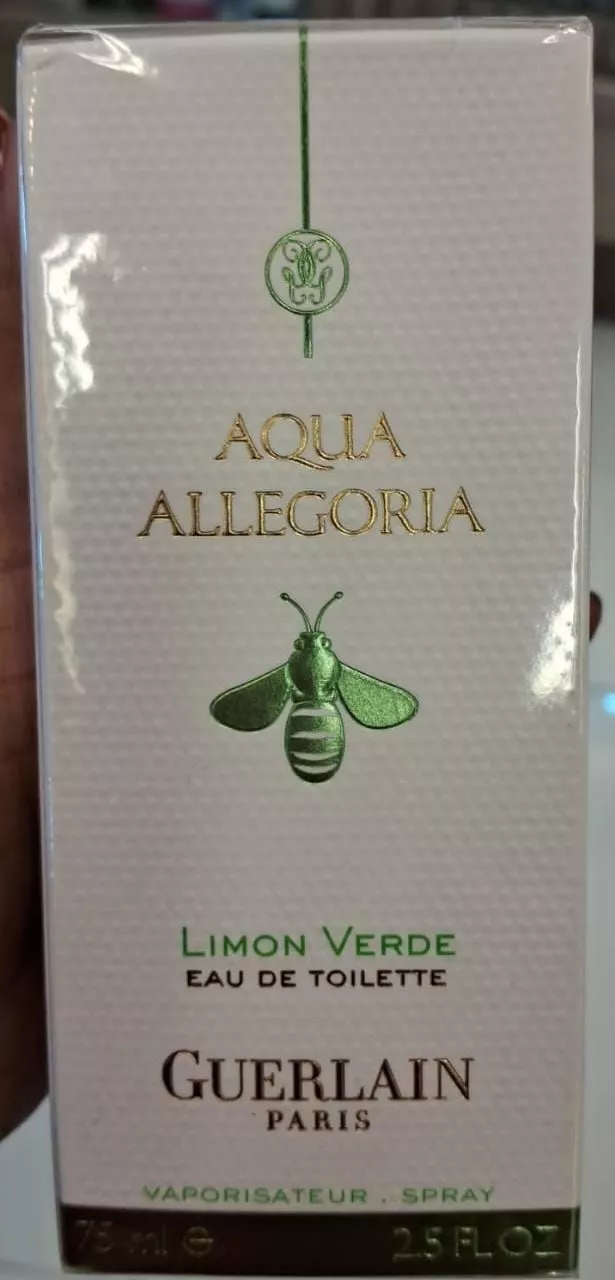 AQUA
ALLEGORIA
LIMON VERDE
EAU DE TOILETTE
GUERLAIN
PARIS
VAPORISATEUR . SPRAY
75 ml e 2.5 FL OZ